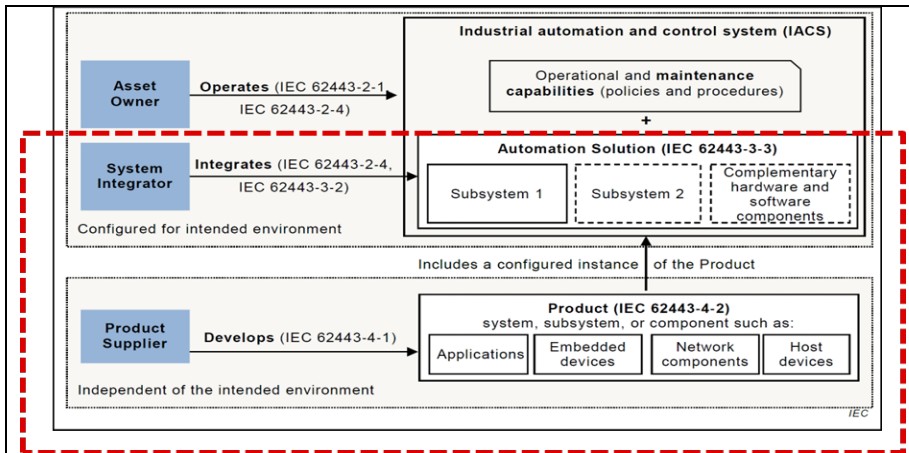 Industrial automation and control system (IACS)
Asset
Owner
Operates (IEC 62443-2-1
IEC 62443-2-4)
Operational and maintenance
capabilities (policies and procedures)
+
System
Integrator
Integrates (IEC 62443-2-4,
IEC 62443-3-2)
Automation Solution (IEC 62443-3-3)
Subsystem 1
Subsystem 2
Complementary
hardware and
software
components
Configured for intended environment
Includes a configured instance of the Product
Product
Supplier
Develops (IEC 62443-4-1)
Product (IEC 62443-4-2)
system, subsystem, or component such as:
Applications
Embedded
devices
Network
components
Host
devices
Independent of the intended environment
IEC